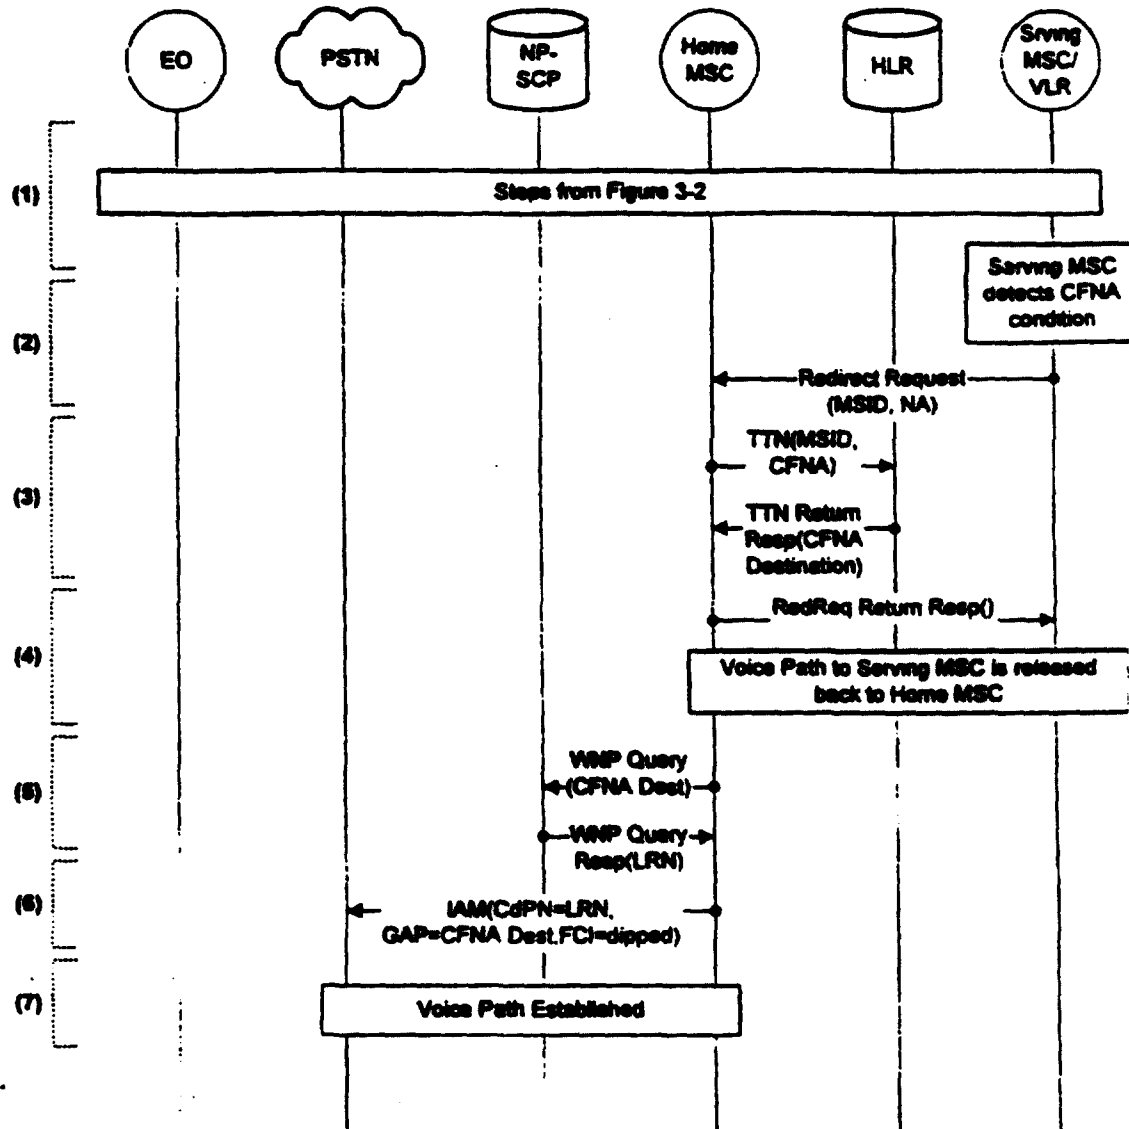 EO
PSTN
NP-
SCP
Home
MSC
HLR
Srving
MSC/
VLR
(1)
Steps from Figure 3-2
Serving MSC
detects CFNA
condition
(2)
Redirect Request
(MSID, NA)
TTN(MSID,
CFNA)
(3)
TTN Return
Resp(CFNA
Destination)
RedReq Return Resp()
(4)
Voice Path to Serving MSC is released
back to Home MSC
WNP Query
(CFNA Dest)
(5)
WNP Query
Resp(LRN)
(6)
IAM(CdPN=LRN,
GAP=CFNA Dest,FCI=dipped)
(7)
Voice Path Established